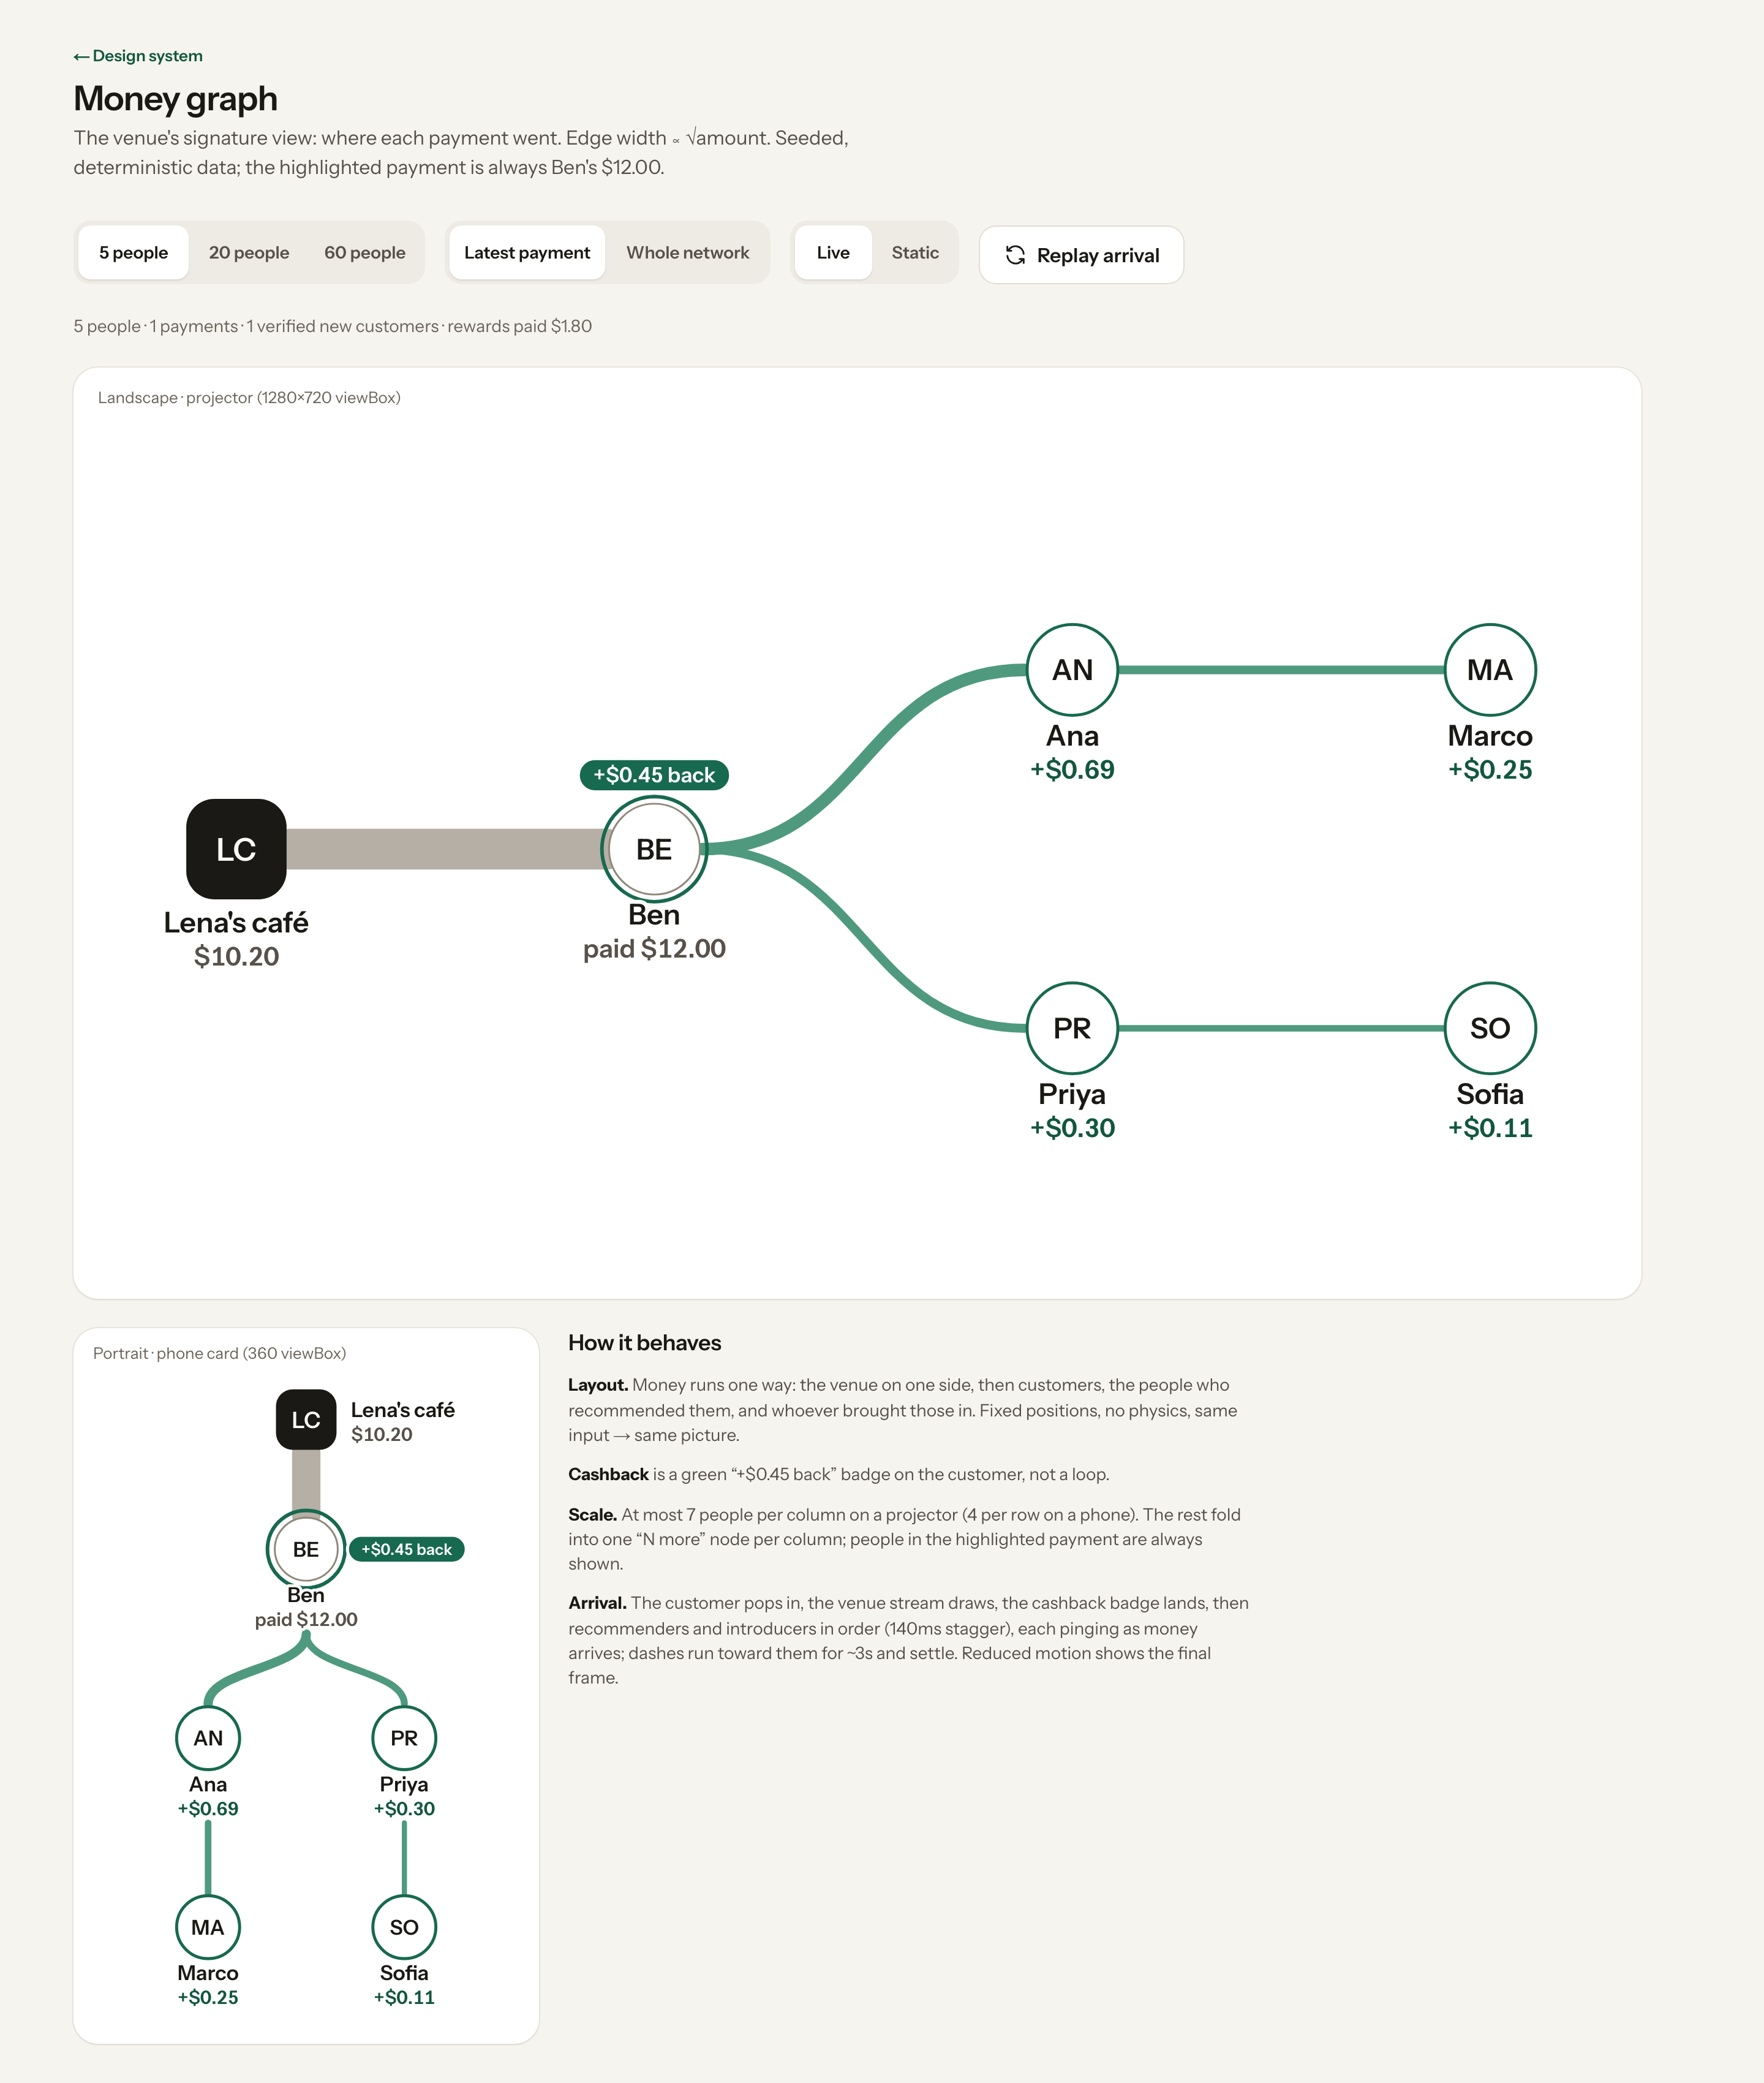 ← Design system
Money graph
The venue's signature view: where each payment went. Edge width ∝ √amount. Seeded,
deterministic data; the highlighted payment is always Ben's $12.00.
5 people 20 people 60 people Latest payment Whole network Live Static Replay arrival
5 people · 1 payments · 1 verified new customers · rewards paid $1.80
Landscape · projector (1280×720 viewBox)
AN
Ana
+$0.69
MA
Marco
+$0.25
LC
Lena's café
$10.20
+$0.45 back
BE
Ben
paid $12.00
PR
Priya
+$0.30
SO
Sofia
+$0.11
Portrait · phone card (360 viewBox)
LC
Lena's café
$10.20
BE
+$0.45 back
Ben
paid $12.00
AN
Ana
+$0.69
PR
Priya
+$0.30
MA
Marco
+$0.25
SO
Sofia
+$0.11
How it behaves
Layout. Money runs one way: the venue on one side, then customers, the people who
recommended them, and whoever brought those in. Fixed positions, no physics, same
input → same picture.
Cashback is a green “+$0.45 back” badge on the customer, not a loop.
Scale. At most 7 people per column on a projector (4 per row on a phone). The rest fold
into one “N more” node per column; people in the highlighted payment are always
shown.
Arrival. The customer pops in, the venue stream draws, the cashback badge lands, then
recommenders and introducers in order (140ms stagger), each pinging as money
arrives; dashes run toward them for ~3s and settle. Reduced motion shows the final
frame.